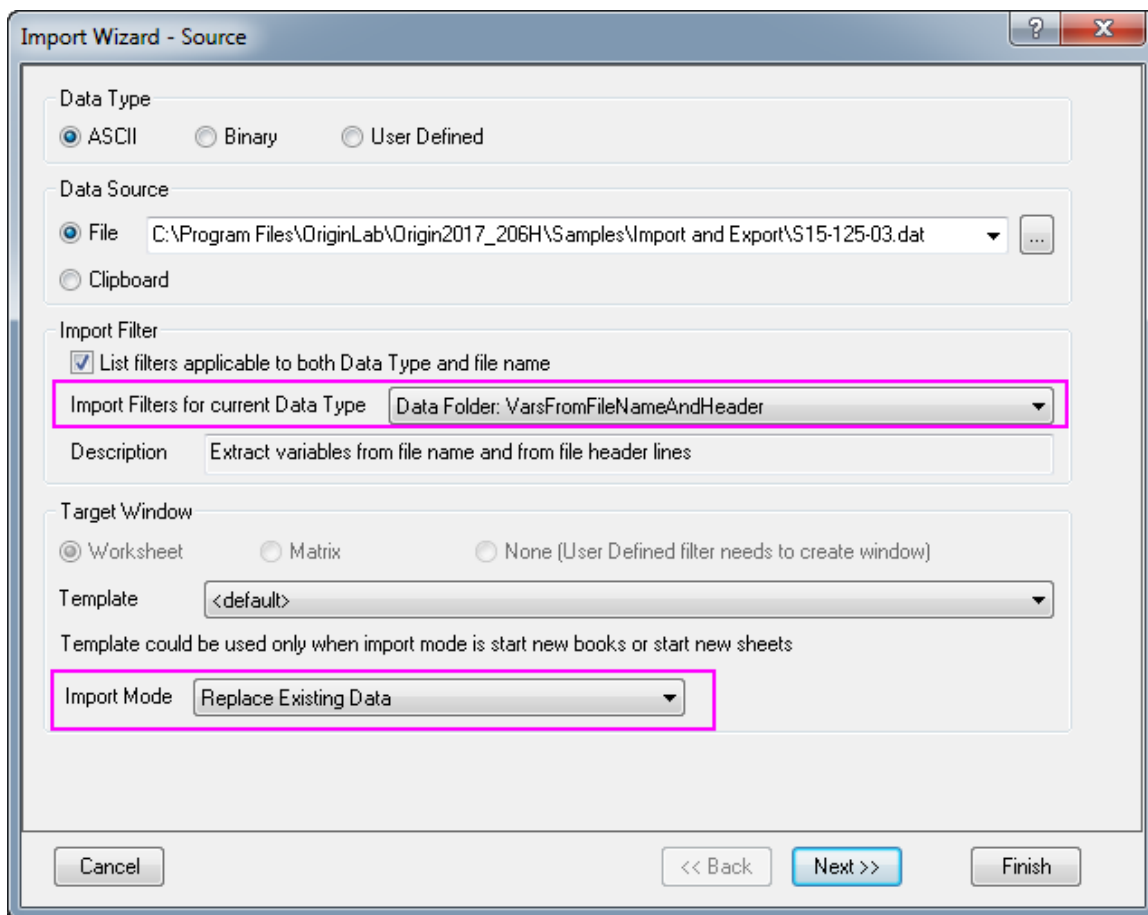 Import Wizard - Source
?
Data Type
ASCII Binary User Defined
Data Source
File C:\Program Files\OriginLab\Origin2017_206H\Samples\Import and Export\S15-125-03.dat ...
Clipboard
Import Filter
List filters applicable to both Data Type and file name
Import Filters for current Data Type Data Folder: VarsFromFileNameAndHeader
Description Extract variables from file name and from file header lines
Target Window
Worksheet Matrix None (User Defined filter needs to create window)
Template <default>
Template could be used only when import mode is start new books or start new sheets
Import Mode Replace Existing Data
Cancel << Back Next >> Finish